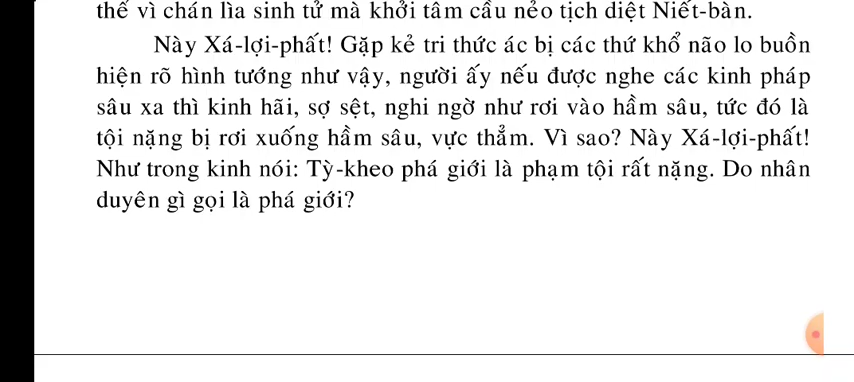 thế vì chán lìa sinh tử mà khởi tâm cầu nẻo tịch diệt Niết-bàn.
Này Xá-lợi-phất! Gặp kẻ tri thức ác bị các thứ khổ não lo buồn
hiện rõ hình tướng như vậy, người ấy nếu được nghe các kinh pháp
sâu xa thì kinh hãi, sợ sệt, nghi ngờ như rơi vào hầm sâu, tức đó là
tội nặng bị rơi xuống hầm sâu, vực thẳm. Vì sao? Này Xá-lợi-phất!
Như trong kinh nói: Tỳ-kheo phá giới là phạm tội rất nặng. Do nhân
duyên gì gọi là phá giới?